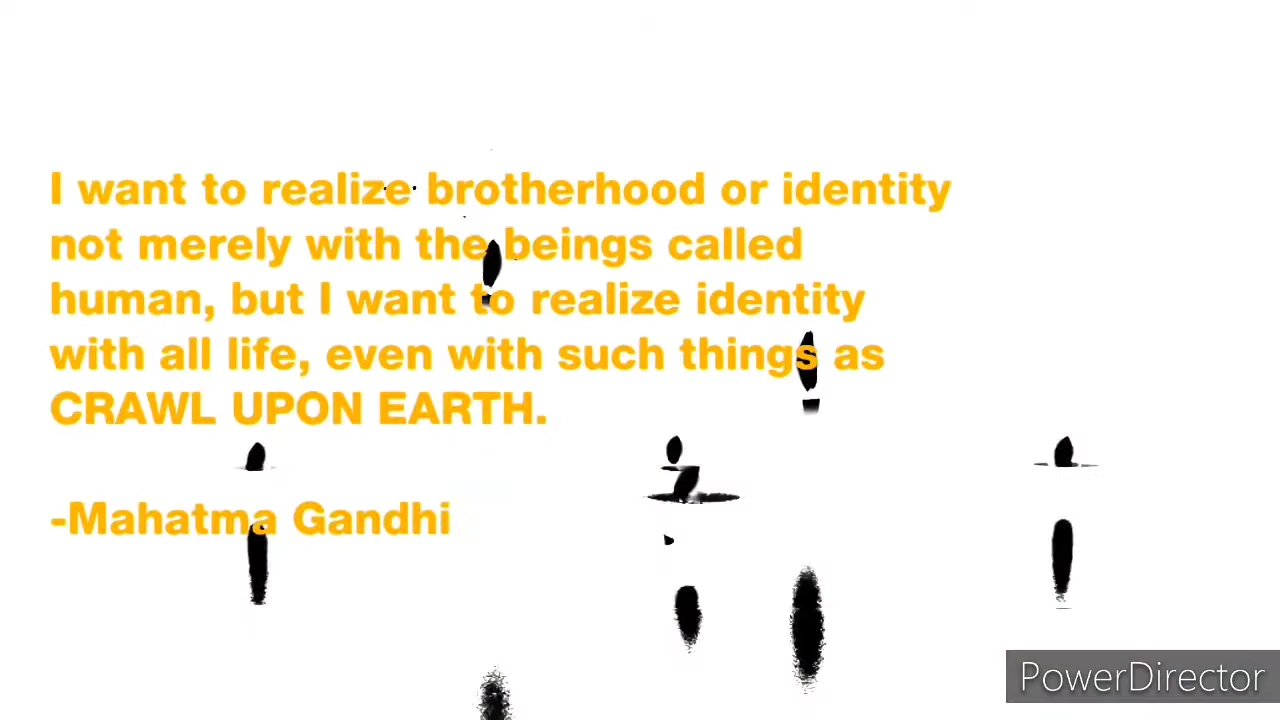 I want to realize brotherhood or identity
not merely with the beings called
human, but I want to realize identity
with all life, even with such things as
CRAWL UPON EARTH.
-Mahatma Gandhi
PowerDirector